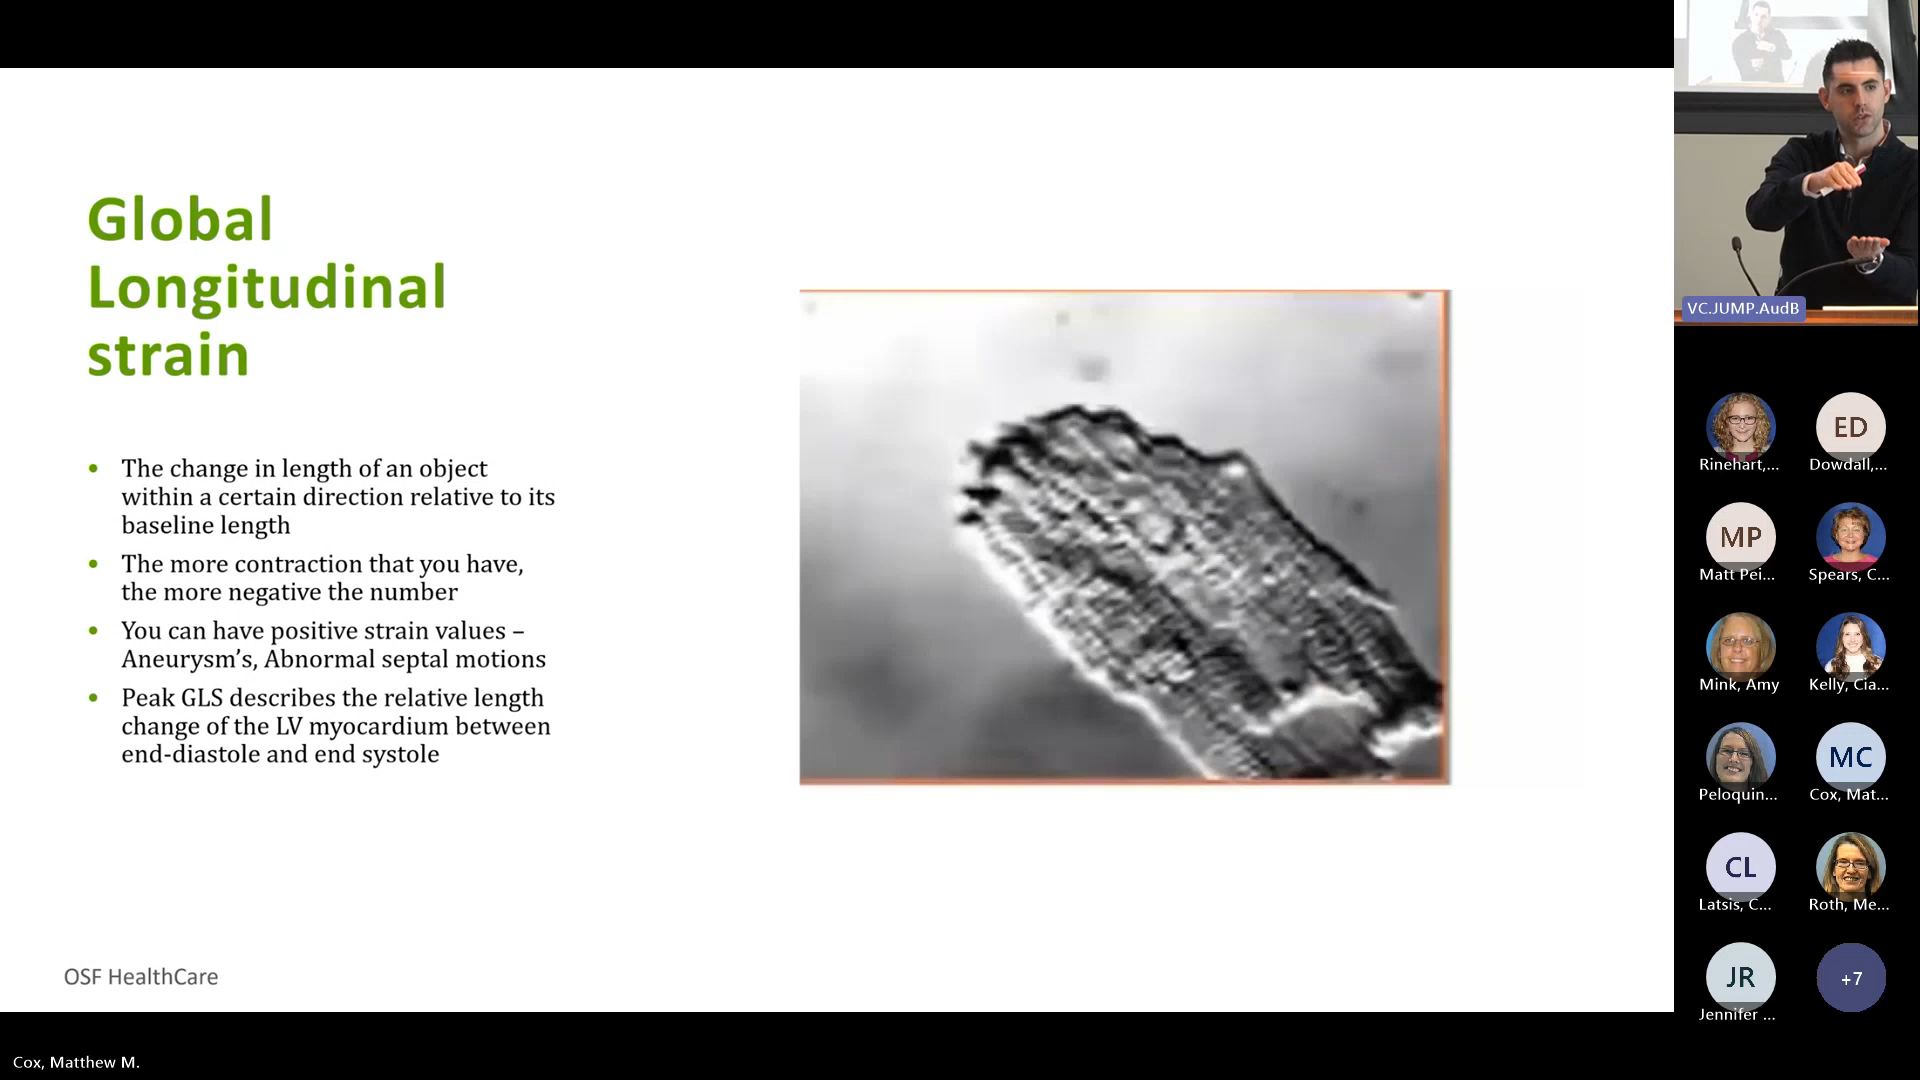 Global
Longitudinal
strain
• The change in length of an object
within a certain direction relative to its
baseline length
• The more contraction that you have,
the more negative the number
• You can have positive strain values –
Aneurysm’s, Abnormal septal motions
• Peak GLS describes the relative length
change of the LV myocardium between
end-diastole and end systole
OSF HealthCare
Cox, Matthew M.
VC.JUMP.AudB
Rinehart,...
ED
Dowdall,...
MP
Matt Pei...
Spears, C...
Mink, Amy
Kelly, Cia...
Peloquin...
MC
Cox, Mat...
CL
Latsis, C...
Roth, Me...
JR
Jennifer ...
+7